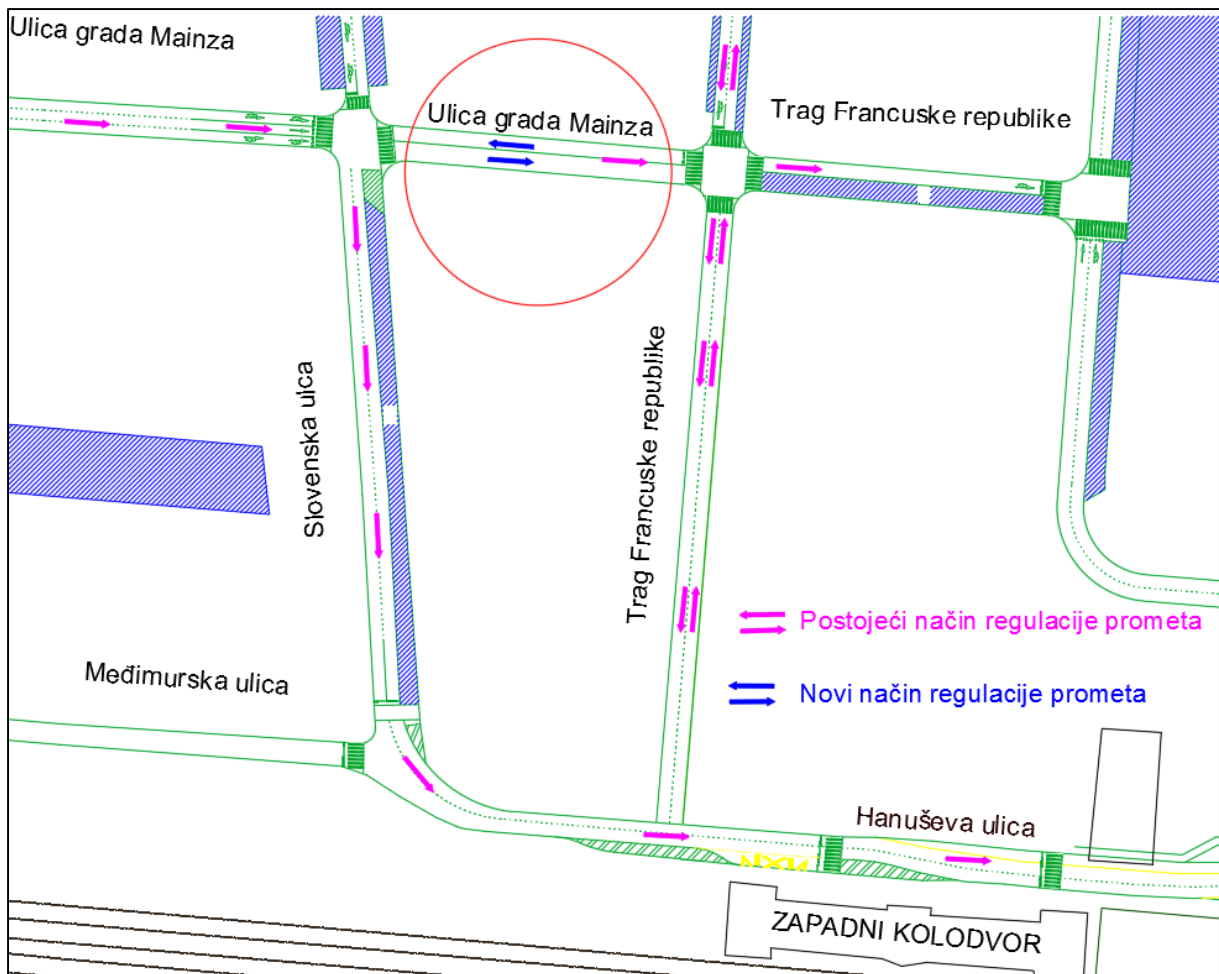 Ulica grada Mainza
Ulica grada Mainza
Trag Francuske republike
Slovenska ulca
Trag Francuske republike
Postojeći način regulacije prometa
Međimurska ulica
Novi način regulacije prometa
Hanuševa ulica
ZAPADNI KOLODVOR